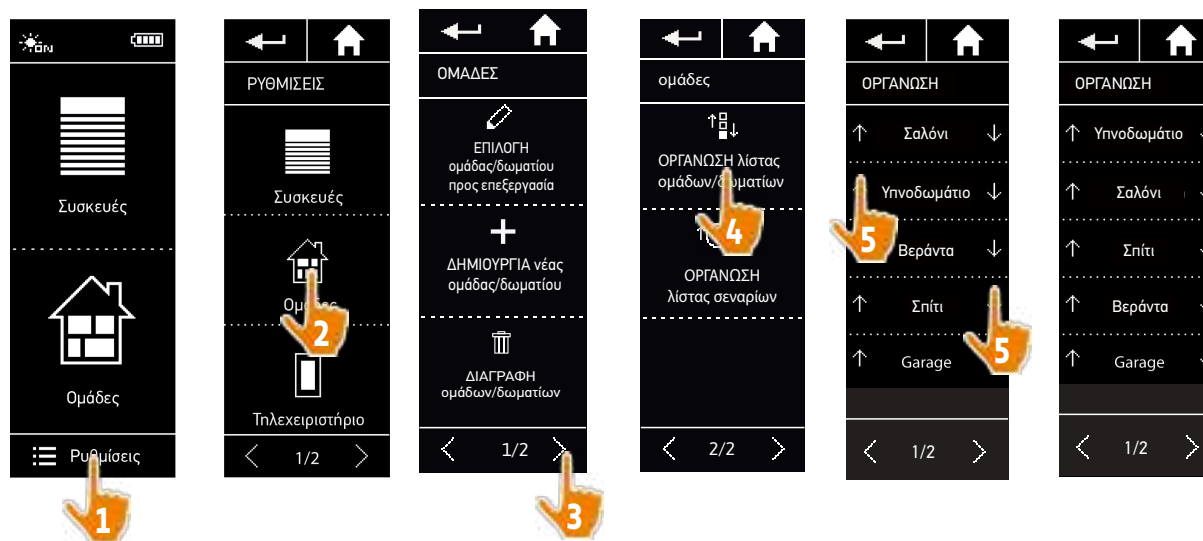 ON
Συσκευές
Ομάδες
Ρυθμίσεις
1
ΡΥΘΜΙΣΕΙΣ
Συσκευές
Ομάδες
2
Τηλεχειριστήριο
1/2
ΟΜΑΔΕΣ
ΕΠΙΛΟΓΗ
ομάδας/δωματίου
προς επεξεργασία
ΔΗΜΙΟΥΡΓΙΑ νέας
ομάδας/δωματίου
ΔΙΑΓΡΑΦΗ
ομάδων/δωματίων
1/2
3
ομάδες
ΟΡΓΑΝΩΣΗ λίστας
ομάδων/δωματίων
4
ΟΡΓΑΝΩΣΗ
λίστας σεναρίων
2/2
ΟΡΓΑΝΩΣΗ
Σαλόνι
Υπνοδωμάτιο
5
Βεράντα
Σπίτι
5
Garage
1/2
ΟΡΓΑΝΩΣΗ
Υπνοδωμάτιο
Σαλόνι
Σπίτι
Βεράντα
Garage
1/2